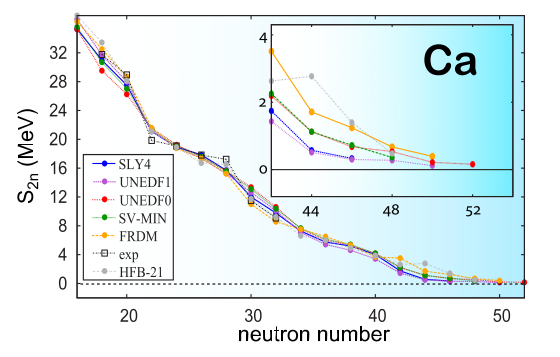 S2n (MeV)
32
28
24
20
16
12
8
4
0
SLY4
UNEDF1
UNEDF0
SV-MIN
FRDM
exp
HFB-21
Ca
4
2
0
44
48
52
20
30
40
50
neutron number